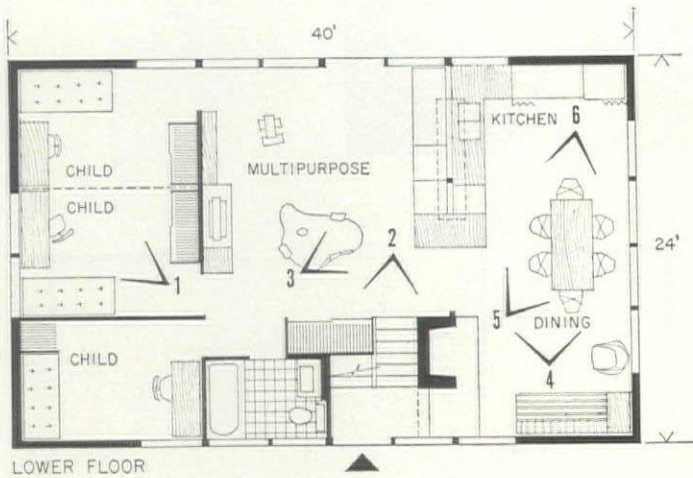 40'
KITCHEN 6
CHILD
MULTIPURPOSE
CHILD
2
24'
1
3
5
DINING
CHILD
4
LOWER FLOOR